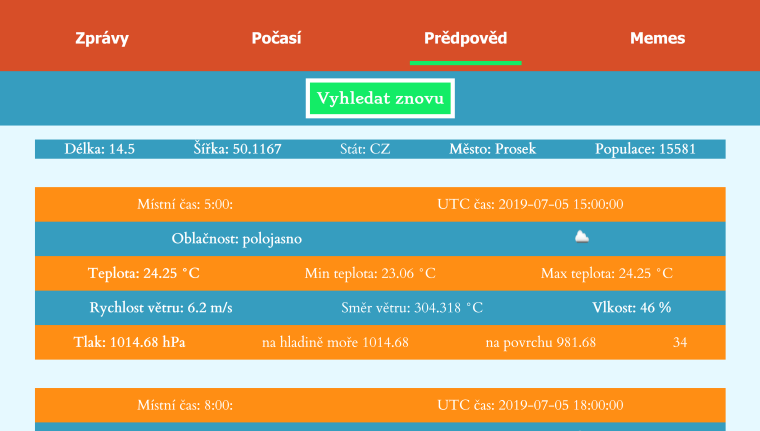 Zprávy Počasí Prědpověd Memes
Vyhledat znovu
Délka: 14.5 Šířka: 50.1167 Stát: CZ Město: Prosek Populace: 15581
Místní čas: 5:00: UTC čas: 2019-07-05 15:00:00
Oblačnost: polojasno
Teplota: 24.25 °C Min teplota: 23.06 °C Max teplota: 24.25 °C
Rychlost větru: 6.2 m/s Směr větru: 304.318 °C Vlkost: 46 %
Tlak: 1014.68 hPa na hladině moře 1014.68 na povrchu 981.68 34
Místní čas: 8:00: UTC čas: 2019-07-05 18:00:00